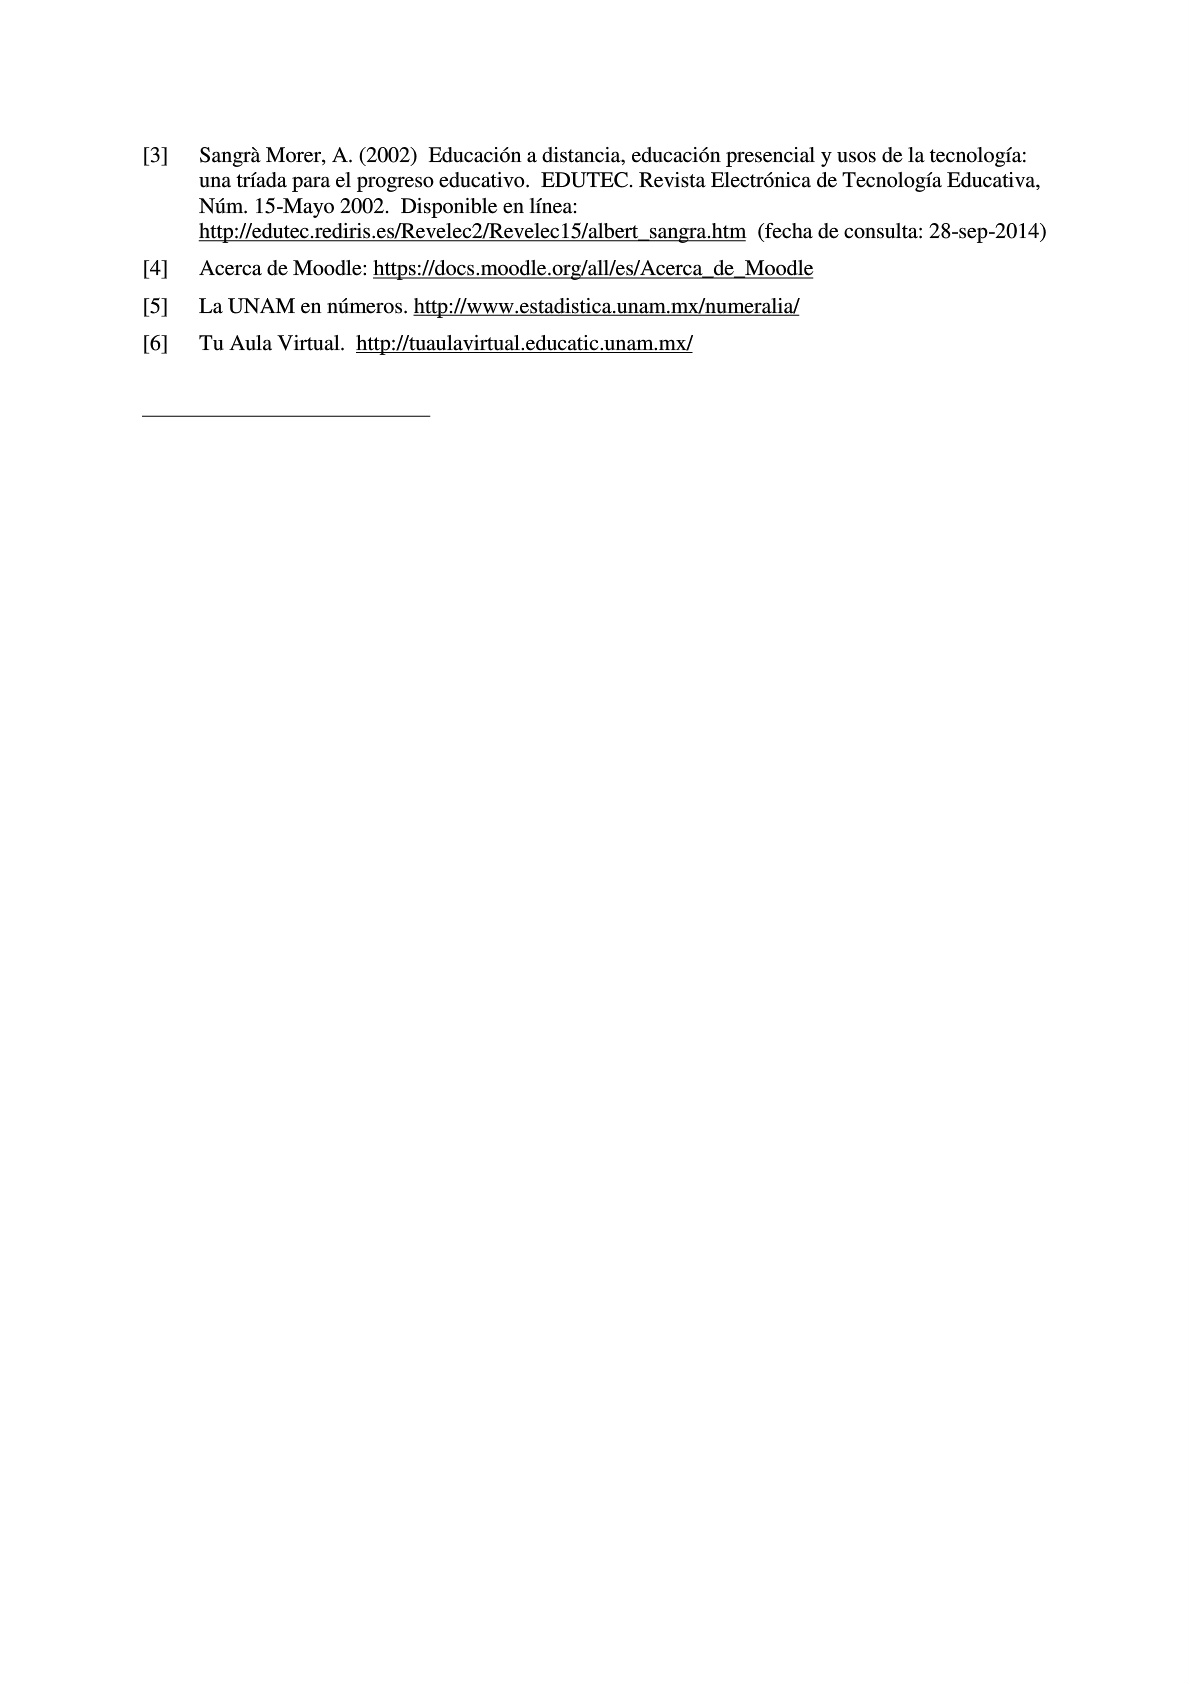 [3] Sangrà Morer, A. (2002)  Educación a distancia, educación presencial y usos de la tecnología:
una tríada para el progreso educativo.  EDUTEC. Revista Electrónica de Tecnología Educativa,
Núm. 15-Mayo 2002.  Disponible en línea:
http://edutec.rediris.es/Revelec2/Revelec15/albert_sangra.htm  (fecha de consulta: 28-sep-2014)
[4] Acerca de Moodle: https://docs.moodle.org/all/es/Acerca_de_Moodle
[5] La UNAM en números. http://www.estadistica.unam.mx/numeralia/
[6] Tu Aula Virtual.  http://tuaulavirtual.educatic.unam.mx/